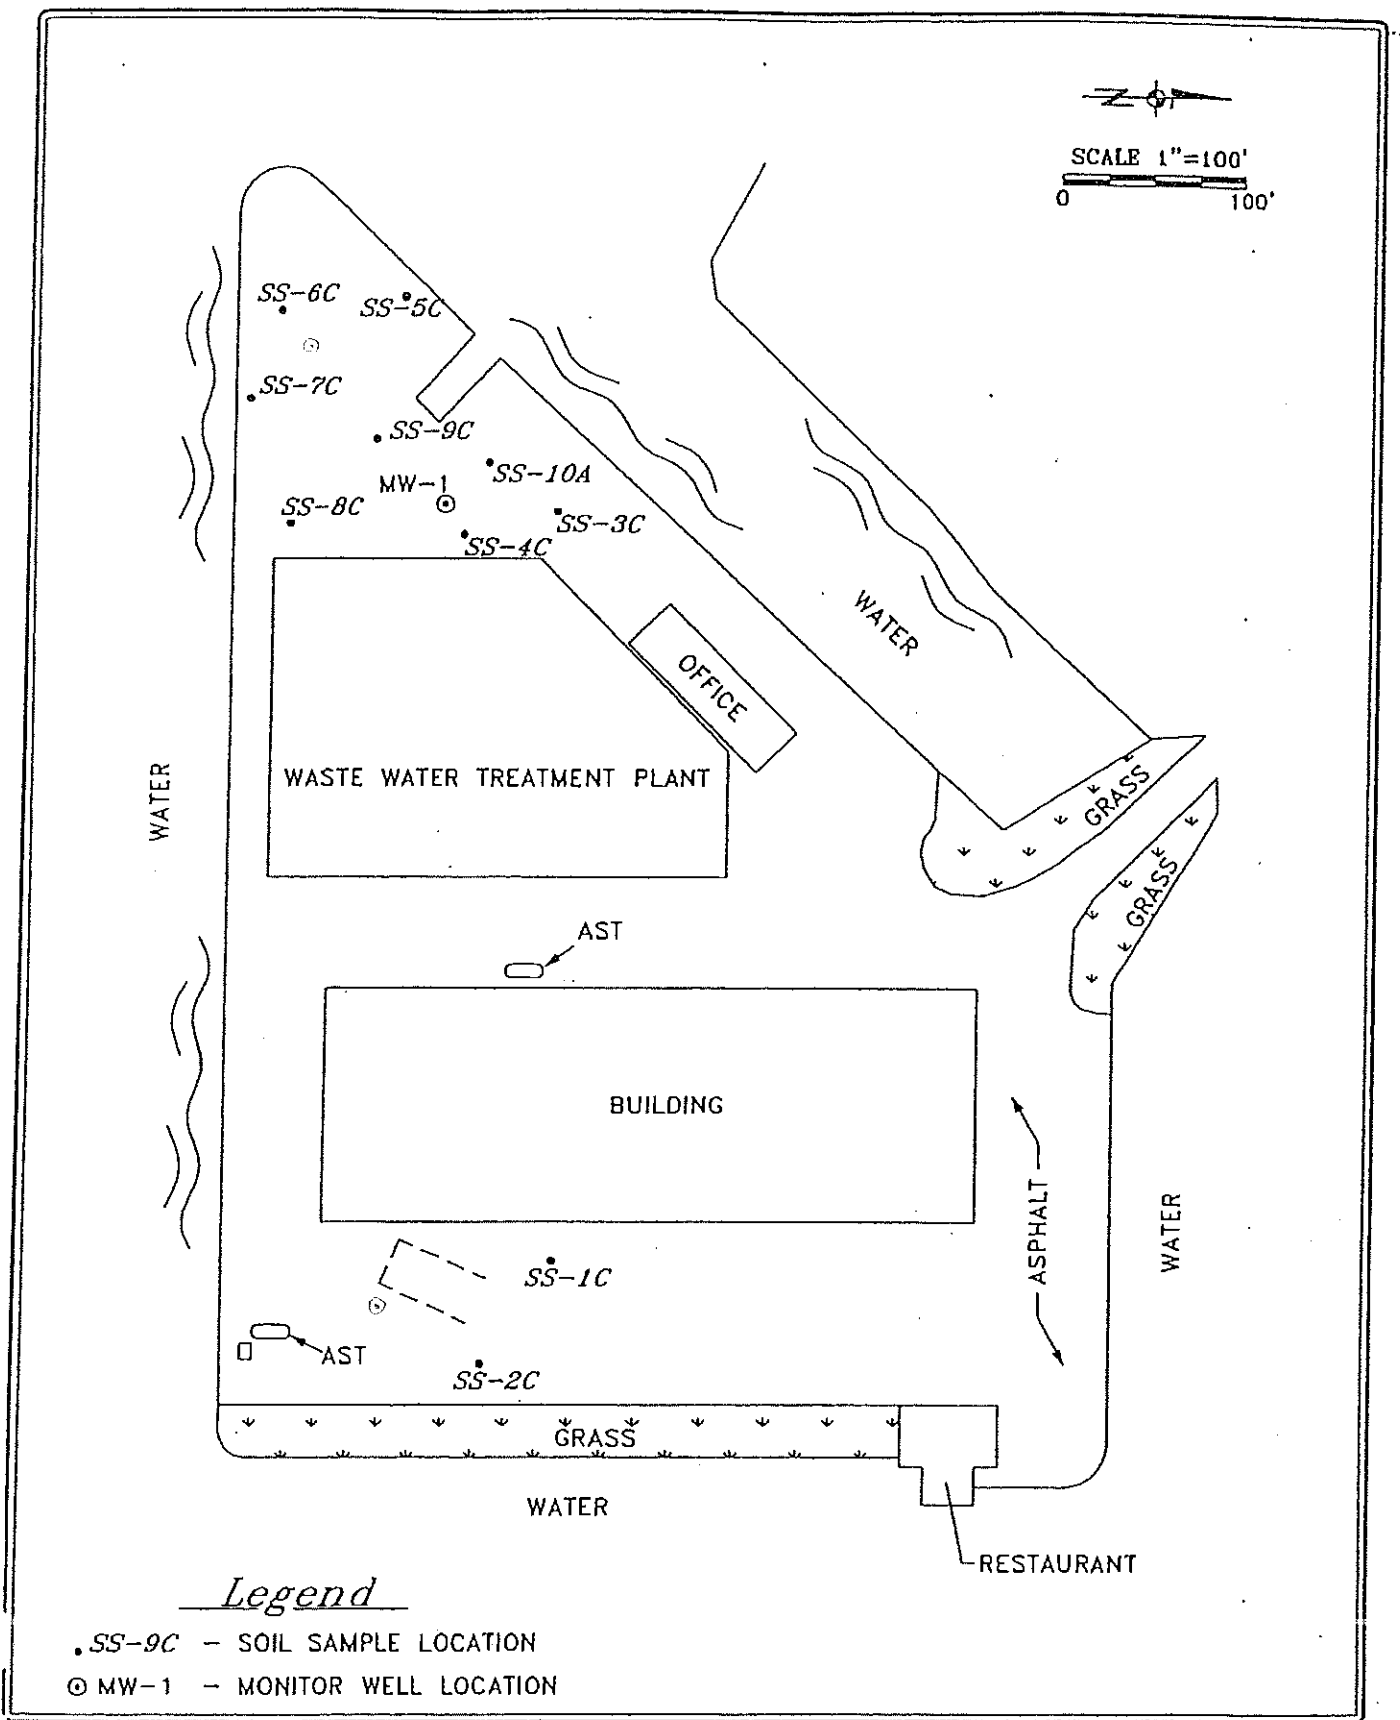 N
SCALE 1"=100'
0 100'
SS-6C
SS-5C
SS-7C
SS-9C
SS-10A
MW-1
SS-8C
SS-3C
SS-4C
WATER
OFFICE
WASTE WATER TREATMENT PLANT
WATER
GRASS
GRASS
AST
BUILDING
ASPHALT
WATER
SS-1C
AST
SS-2C
GRASS
WATER
RESTAURANT
Legend
SS-9C - SOIL SAMPLE LOCATION
MW-1 - MONITOR WELL LOCATION